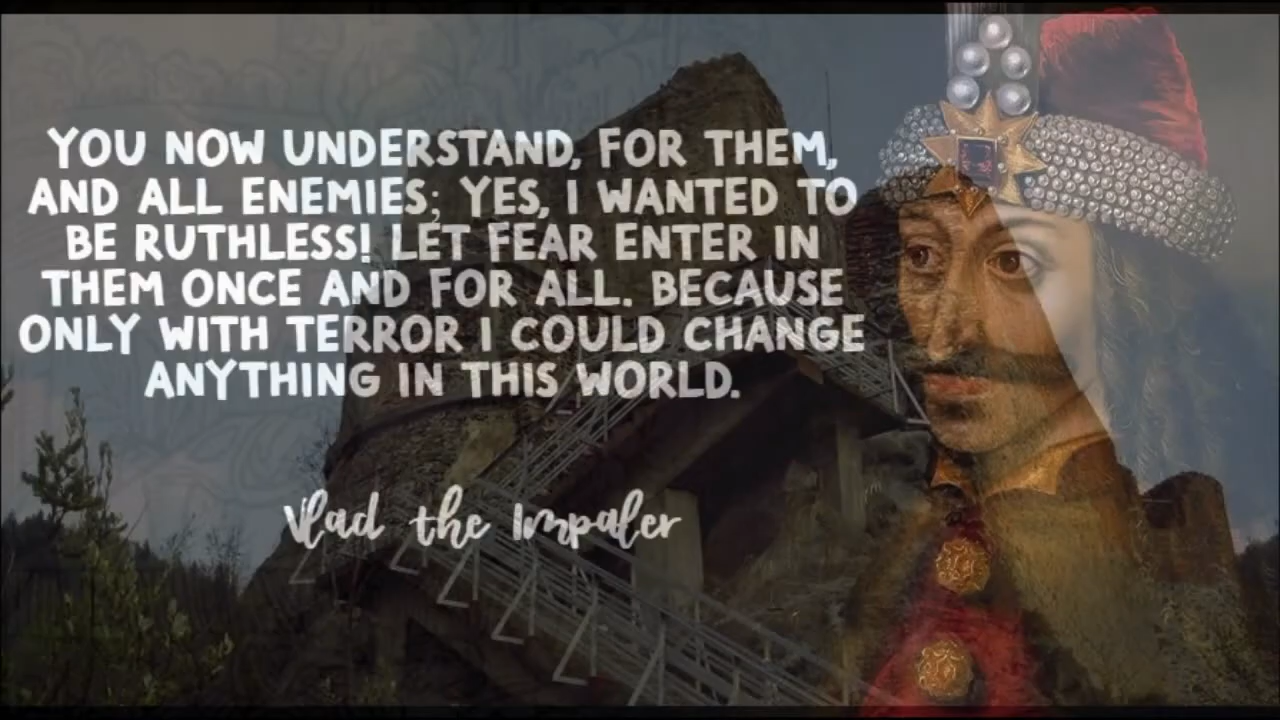 YOU NOW UNDERSTAND, FOR THEM,
AND ALL ENEMIES; YES, I WANTED TO
BE RUTHLESS! LET FEAR ENTER IN
THEM ONCE AND FOR ALL. BECAUSE
ONLY WITH TERROR I COULD CHANGE
ANYTHING IN THIS WORLD.
Vlad the Impaler